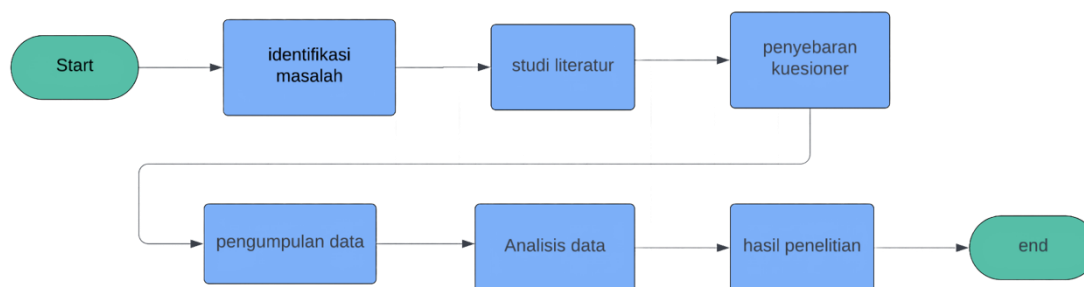 Start
identifikasi
masalah
studi literatur
penyebaran
kuesioner
pengumpulan data
Analisis data
hasil penelitian
end